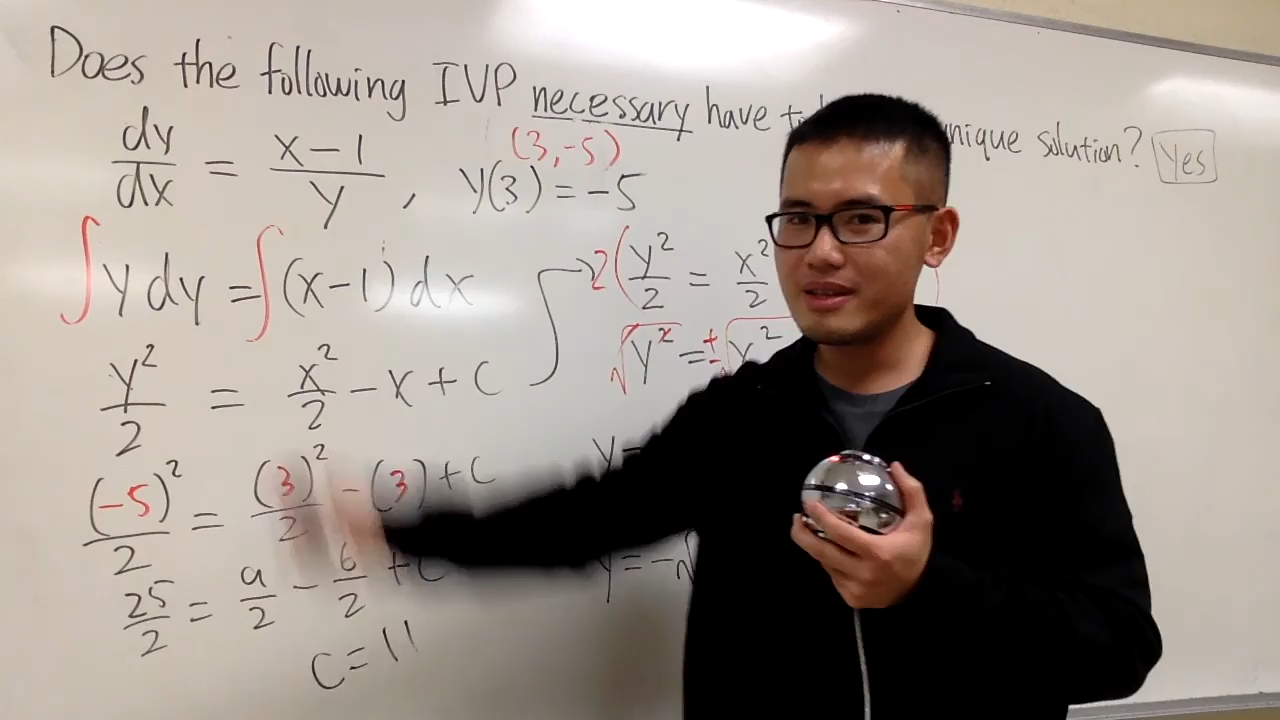 Does the following IVP necessary have unique solution? Yes
dy/dx = x-1/y , y(3) = -5
(3,-5)
∫ y dy = ∫ (x-1) dx
y²/2 = x²/2 - x + C
(-5)²/2 = (3)²/2 - (3) + C
25/2 = 9/2 - 6/2 + C
C = 11
2( y²/2 = x²/2
√y² = ±√x²
y =
y = -√